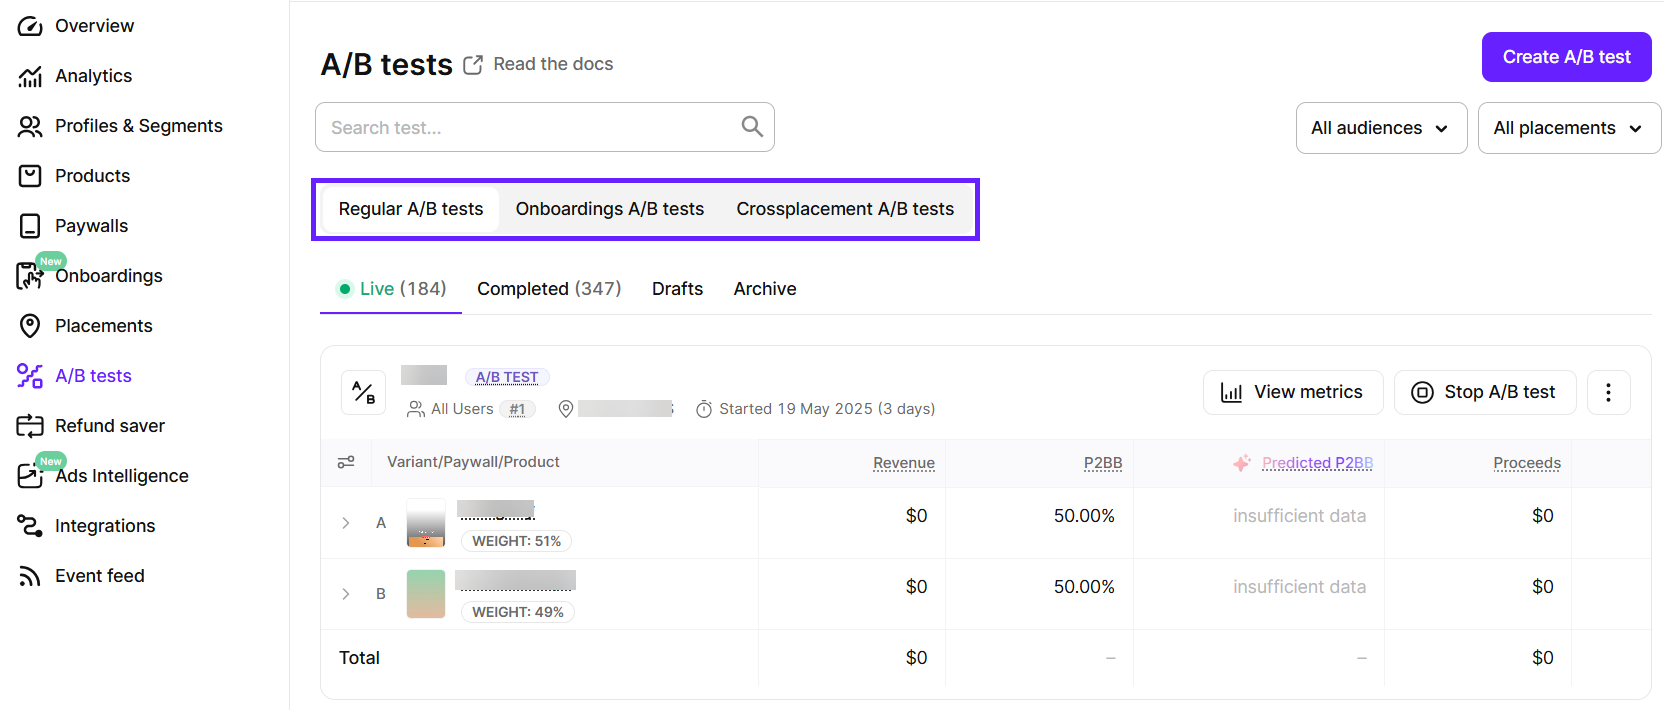 Overview
Analytics
Profiles & Segments
Products
Paywalls
New
Onboardings
Placements
A/B tests
Refund saver
New
Ads Intelligence
Integrations
Event feed
A/B tests
Read the docs
Create A/B test
Search test...
All audiences
All placements
Regular A/B tests
Onboardings A/B tests
Crossplacement A/B tests
Live (184)
Completed (347)
Drafts
Archive
A/B
A/B TEST
All Users #1
Started 19 May 2025 (3 days)
View metrics
Stop A/B test
Variant/Paywall/Product
Revenue
P2BB
Predicted P2BB
Proceeds
A
WEIGHT: 51%
$0
50.00%
insufficient data
$0
B
WEIGHT: 49%
$0
50.00%
insufficient data
$0
Total
$0
–
–
$0